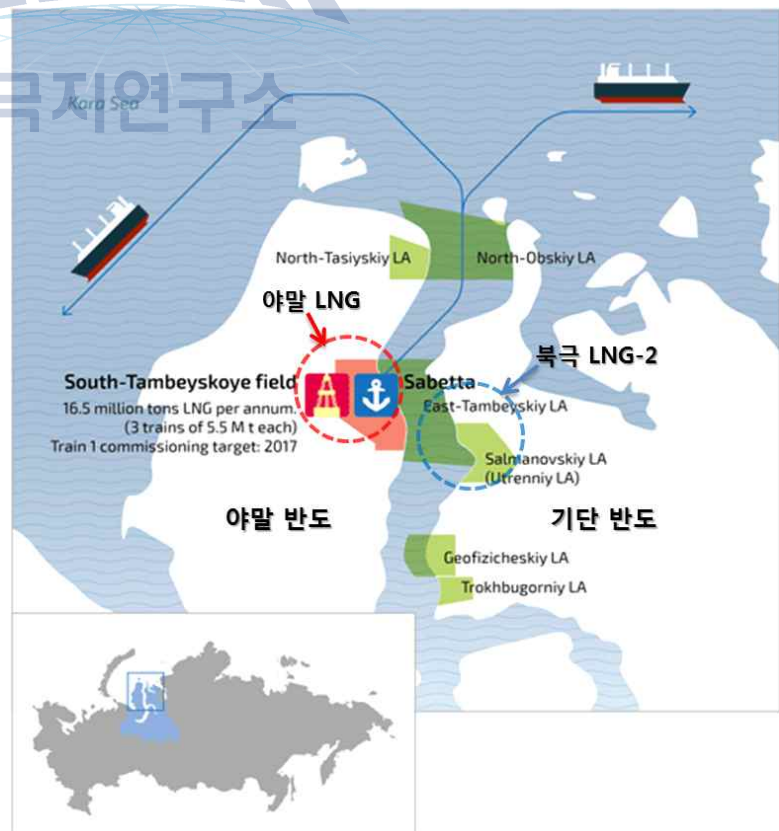 극지연구소
Kara Sea
North-Tasiyskiy LA
North-Obskiy LA
야말 LNG
북극 LNG-2
South-Tambeyskoye field
Sabetta
16.5 million tons LNG per annum.
(3 trains of 5.5 M t each)
Train 1 commissioning target: 2017
East-Tambeyskiy LA
Salmanovskiy LA
(Utrenniy LA)
야말 반도
기단 반도
Geofizicheskiy LA
Trokhbugorniy LA